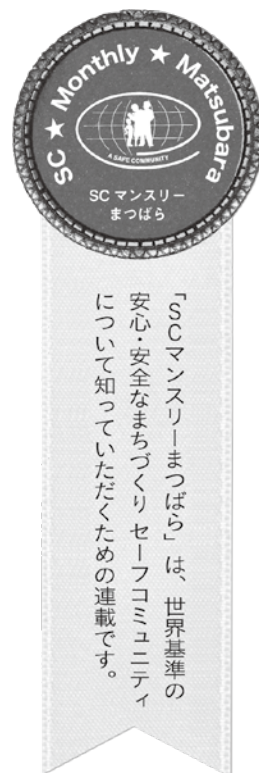 SC ★ Monthly ★ Matsubara
A SAFE COMMUNITY
SC マンスリー
まつばら
「SCマンスリーまつばら」は、世界基準の
安心・安全なまちづくり セーフコミュニティ
について知っていただくための連載です。